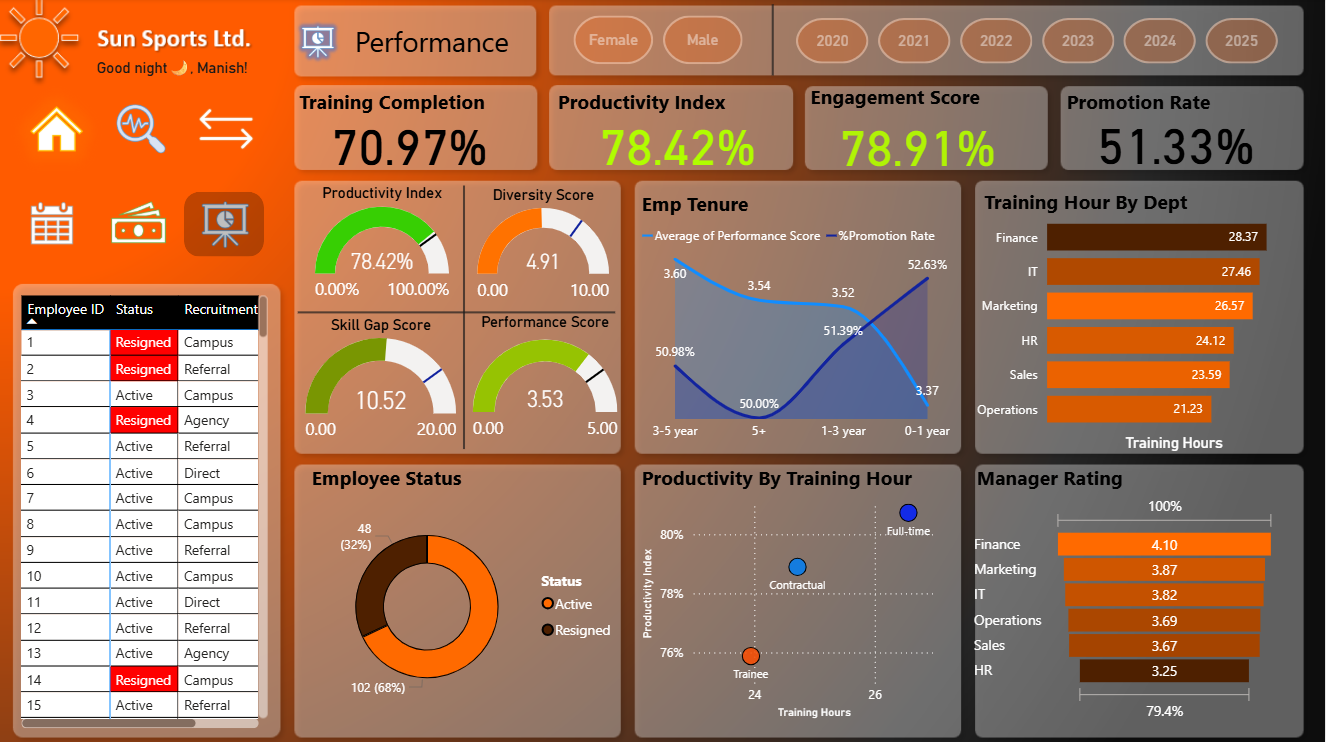 Sun Sports Ltd.
Good night 🌙, Manish!
Performance
Female Male 2020 2021 2022 2023 2024 2025
Training Completion
70.97%
Productivity Index
78.42%
Engagement Score
78.91%
Promotion Rate
51.33%
Employee ID Status Recruitment
1 Resigned Campus
2 Resigned Referral
3 Active Campus
4 Resigned Agency
5 Active Referral
6 Active Direct
7 Active Campus
8 Active Campus
9 Active Referral
10 Active Campus
11 Active Direct
12 Active Referral
13 Active Agency
14 Resigned Campus
15 Active Referral
Productivity Index
78.42%
0.00% 100.00%
Diversity Score
4.91
0.00 10.00
Skill Gap Score
10.52
0.00 20.00
Performance Score
3.53
0.00 5.00
Emp Tenure
Average of Performance Score %Promotion Rate
3.60
3.54
3.52
3.37
50.98%
50.00%
51.39%
52.63%
3-5 year 5+ 1-3 year 0-1 year
Training Hour By Dept
Finance 28.37
IT 27.46
Marketing 26.57
HR 24.12
Sales 23.59
Operations 21.23
Training Hours
Employee Status
48
(32%)
102 (68%)
Status
Active
Resigned
Productivity By Training Hour
Productivity Index
80%
78%
76%
Full-time
Contractual
Trainee
24 26
Training Hours
Manager Rating
100%
Finance 4.10
Marketing 3.87
IT 3.82
Operations 3.69
Sales 3.67
HR 3.25
79.4%